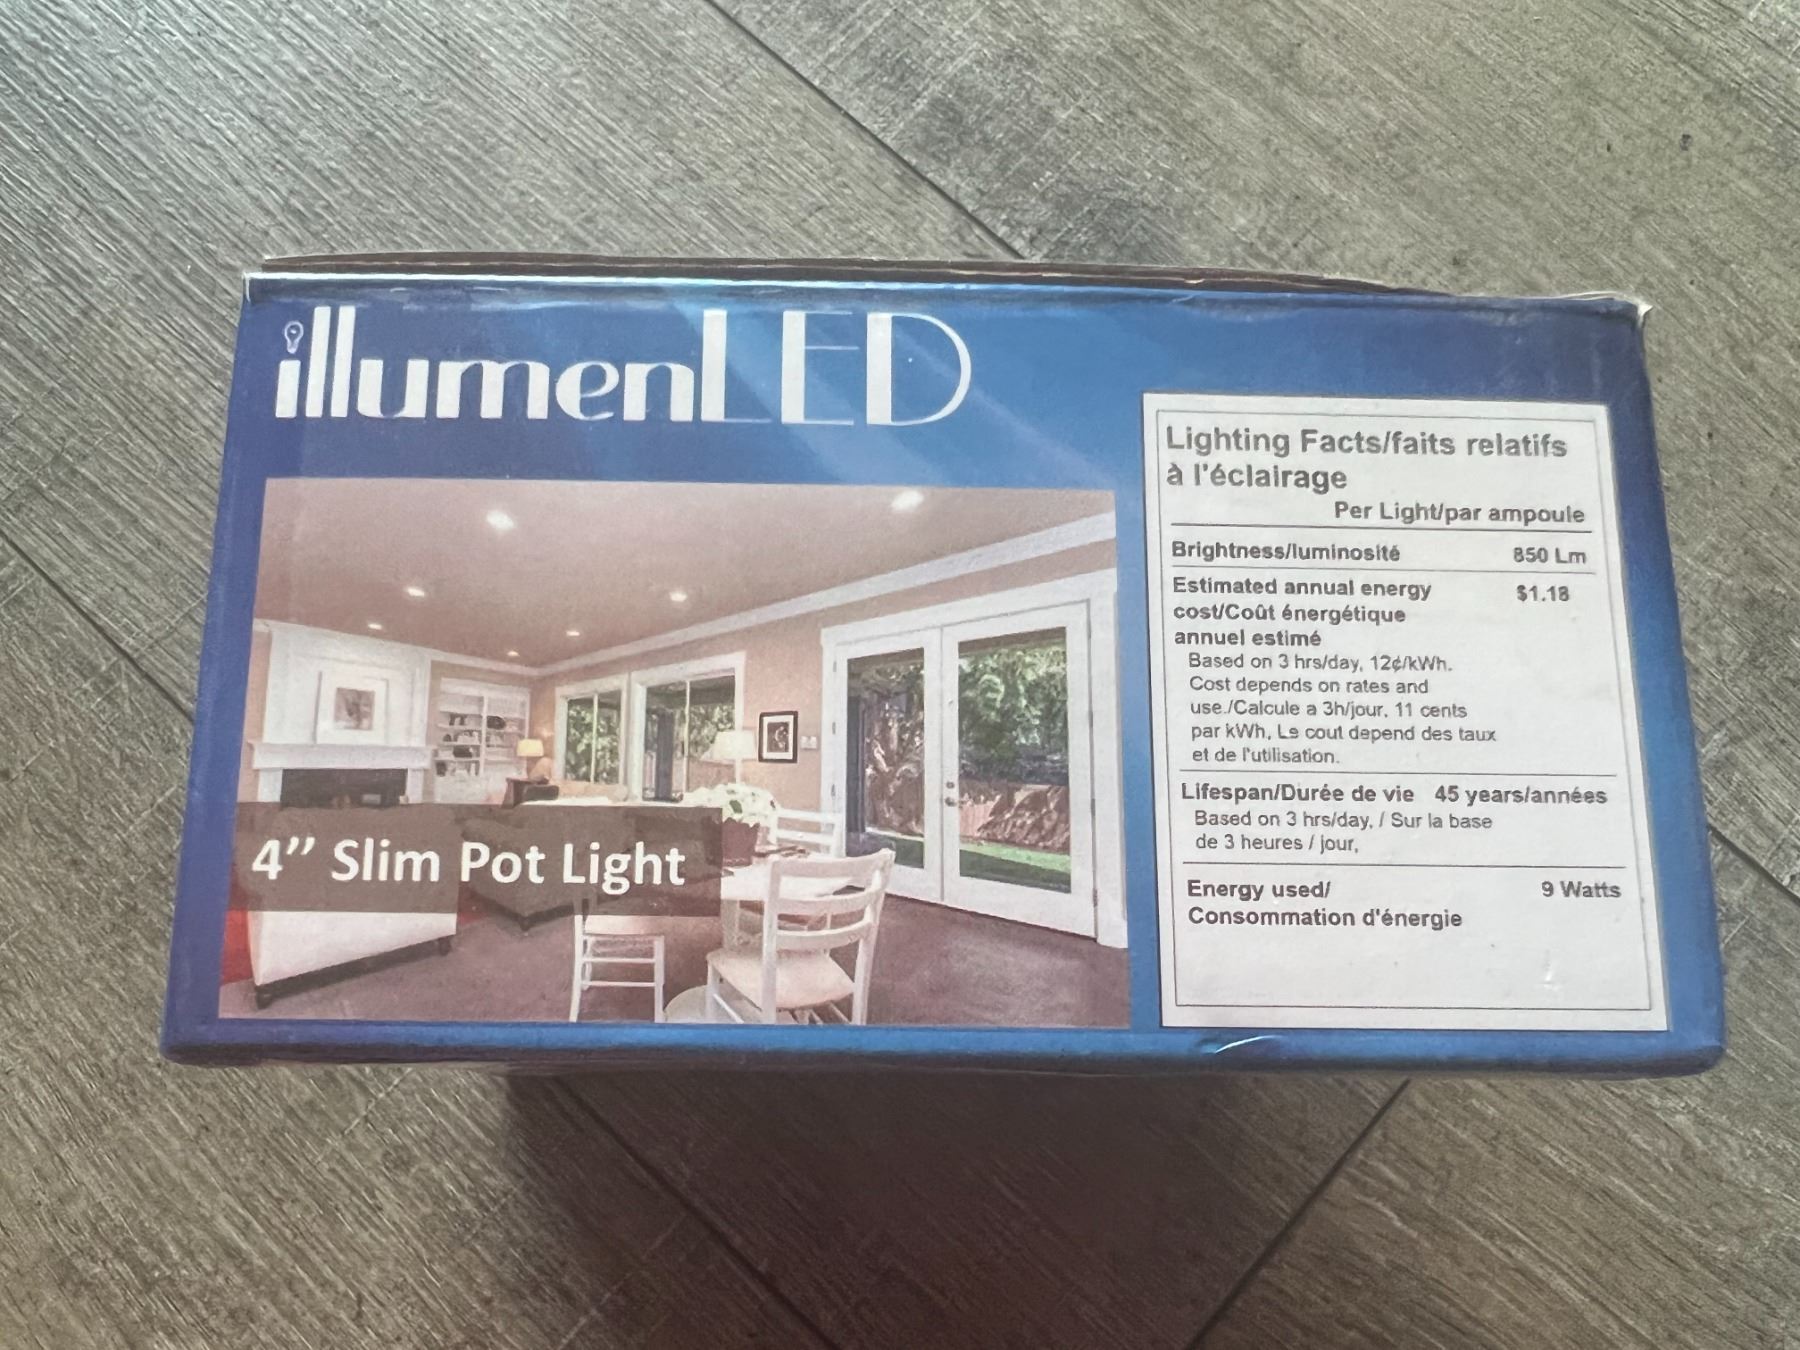 illumenLED
4" Slim Pot Light
Lighting Facts/faits relatifs
à l'éclairage
Per Light/par ampoule
Brightness/luminosité 850 Lm
Estimated annual energy $1.18
cost/Coût énergétique
annuel estimé
Based on 3 hrs/day, 12¢/kWh.
Cost depends on rates and
use./Calcule a 3h/jour, 11 cents
par kWh, Le cout depend des taux
et de l'utilisation.
Lifespan/Durée de vie 45 years/années
Based on 3 hrs/day, / Sur la base
de 3 heures / jour,
Energy used/ 9 Watts
Consommation d'énergie